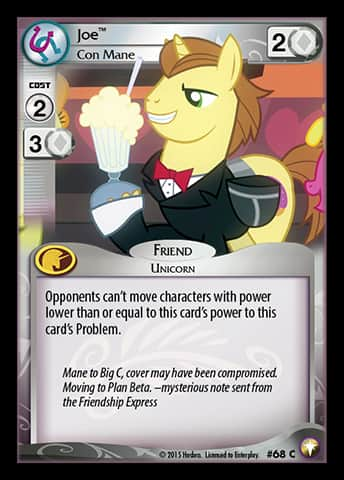 Joe™
Con Mane
2
COST
2
3
FRIEND
UNICORN
Opponents can't move characters with power
lower than or equal to this card's power to this
card's Problem.
Mane to Big C, cover may have been compromised.
Moving to Plan Beta. –mysterious note sent from
the Friendship Express
© 2015 Hasbro. Licensed to Enterplay. #68 C